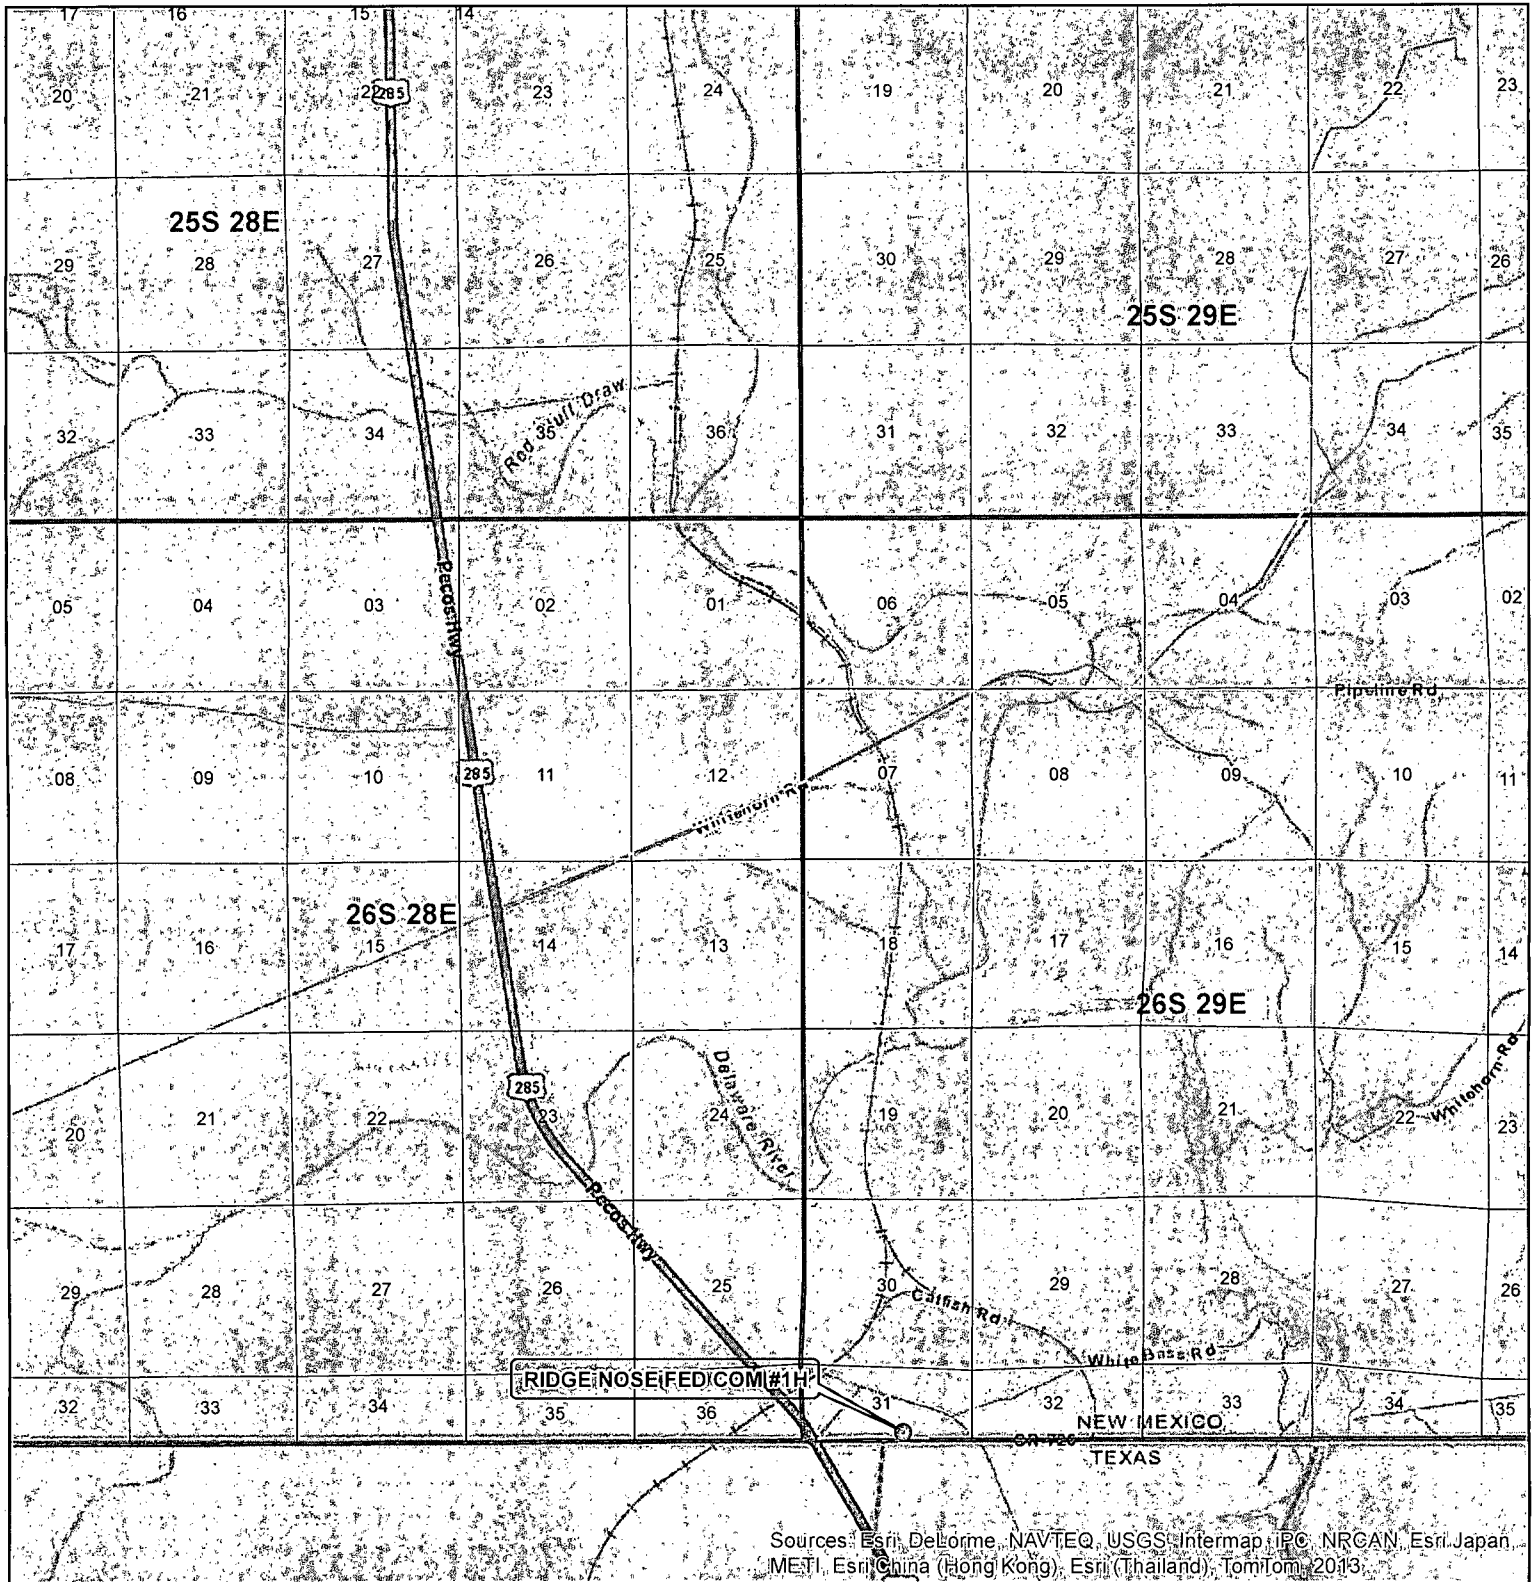 17 16 15 14
20 21 22 285 23 24 19 20 21 22 23
25S 28E
29 28 27 26 25 30 29 28 27 26
25S 29E
Red Bluff Draw
32 33 34 35 36 31 32 33 34 35
Pecos Hwy
05 04 03 02 01 06 05 04 03 02
Pipeline Rd
08 09 10 285 11 12 07 08 09 10 11
Whitehorn Rd
26S 28E
17 16 15 14 13 18 17 16 15 14
26S 29E
285
Delaware River
Whitehorn Rd
20 21 22 23 24 19 20 21 22 23
Pecos Hwy
29 28 27 26 25 30 29 28 27 26
Catfish Rd
White Bass Rd
RIDGE NOSE FED COM #1H
32 33 34 35 36 31 32 33 34 35
NEW MEXICO
CR-726
TEXAS
Sources: Esri, DeLorme, NAVTEQ, USGS, Intermap, iPC, NRCAN, Esri Japan,
METI, Esri China (Hong Kong), Esri (Thailand), TomTom, 2013